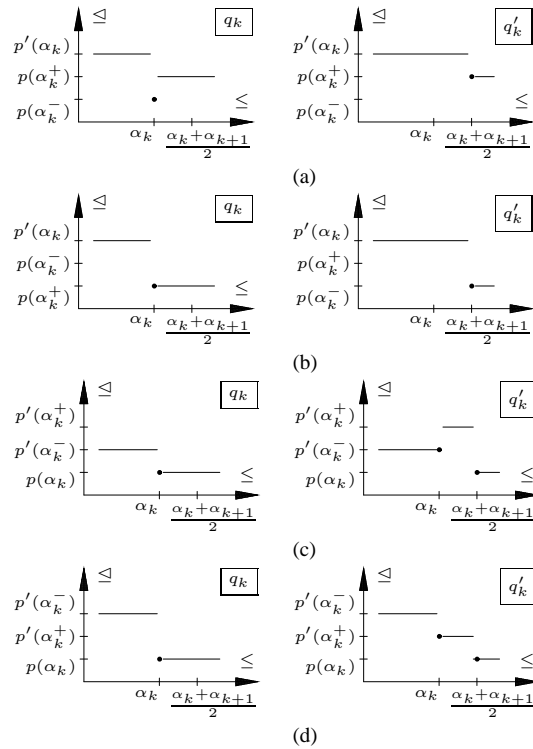 ⊴ q_k ⊴ q'_k
p'(α_k) p'(α_k)
p(α_k^+) p(α_k^+)
p(α_k^-) ≤ p(α_k^-) ≤
α_k (α_k+α_{k+1})/2 α_k (α_k+α_{k+1})/2
(a)
⊴ q_k ⊴ q'_k
p'(α_k) p'(α_k)
p(α_k^-) p(α_k^+)
p(α_k^+) ≤ p(α_k^-) ≤
α_k (α_k+α_{k+1})/2 α_k (α_k+α_{k+1})/2
(b)
⊴ q_k ⊴ q'_k
p'(α_k^+) p'(α_k^+)
p'(α_k^-) p'(α_k^-)
p(α_k) ≤ p(α_k) ≤
α_k (α_k+α_{k+1})/2 α_k (α_k+α_{k+1})/2
(c)
⊴ q_k ⊴ q'_k
p'(α_k^-) p'(α_k^-)
p'(α_k^+) p'(α_k^+)
p(α_k) ≤ p(α_k) ≤
α_k (α_k+α_{k+1})/2 α_k (α_k+α_{k+1})/2
(d)